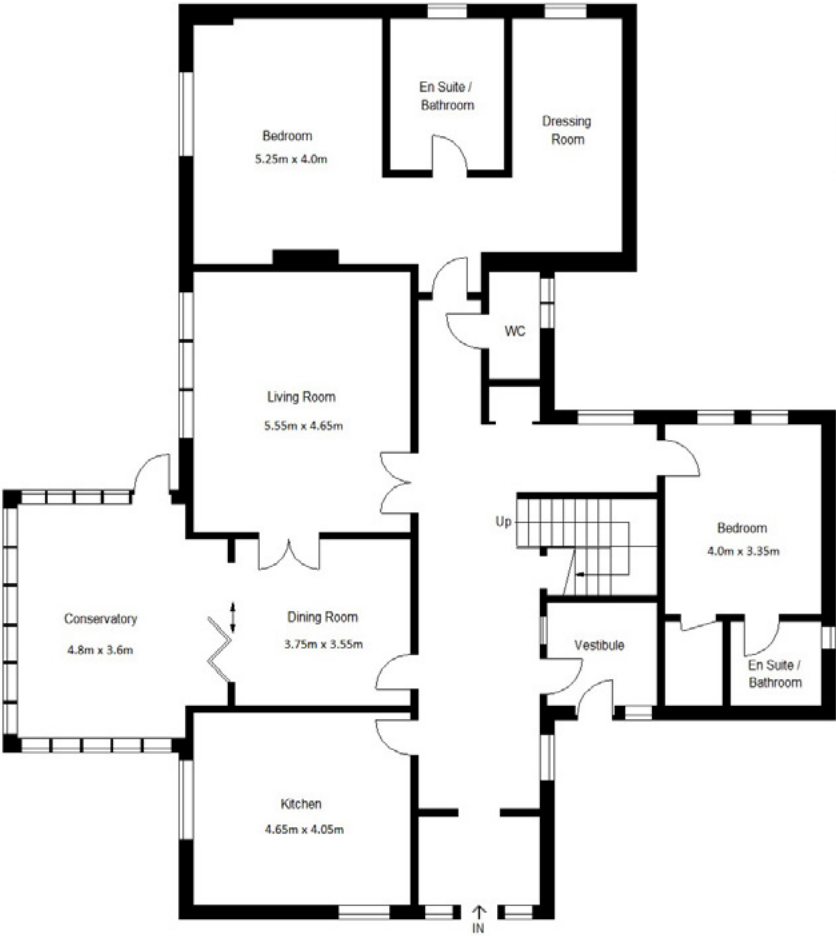 En Suite /
Bathroom
Dressing
Room
Bedroom
5.25m x 4.0m
WC
Living Room
5.55m x 4.65m
Up
Bedroom
4.0m x 3.35m
Conservatory
4.8m x 3.6m
Dining Room
3.75m x 3.55m
Vestibule
En Suite /
Bathroom
Kitchen
4.65m x 4.05m
IN